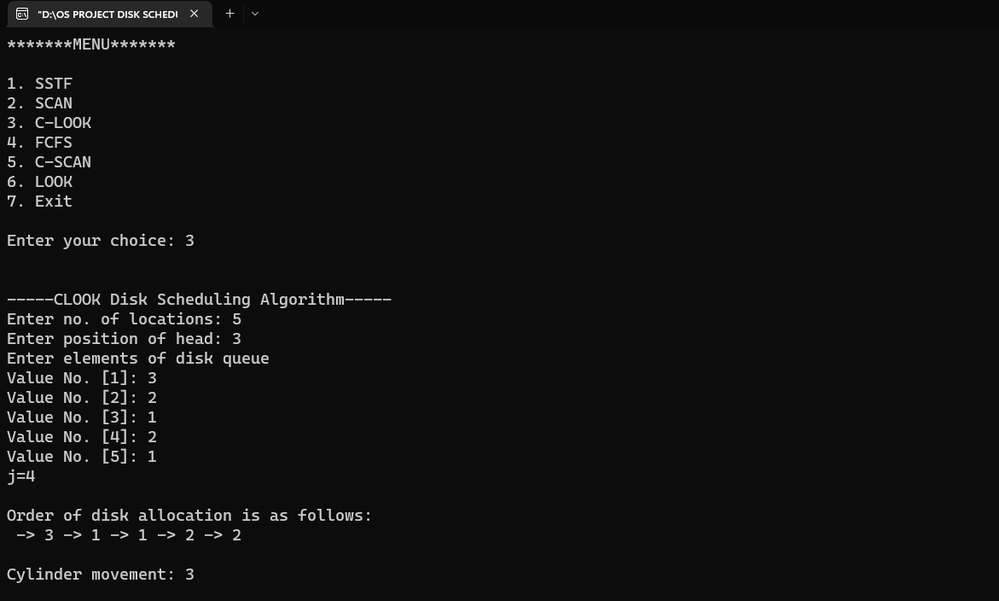 "D:\OS PROJECT DISK SCHEDU
*******MENU*******
1. SSTF
2. SCAN
3. C-LOOK
4. FCFS
5. C-SCAN
6. LOOK
7. Exit
Enter your choice: 3
-----CLOOK Disk Scheduling Algorithm-----
Enter no. of locations: 5
Enter position of head: 3
Enter elements of disk queue
Value No. [1]: 3
Value No. [2]: 2
Value No. [3]: 1
Value No. [4]: 2
Value No. [5]: 1
j=4
Order of disk allocation is as follows:
-> 3 -> 1 -> 1 -> 2 -> 2
Cylinder movement: 3